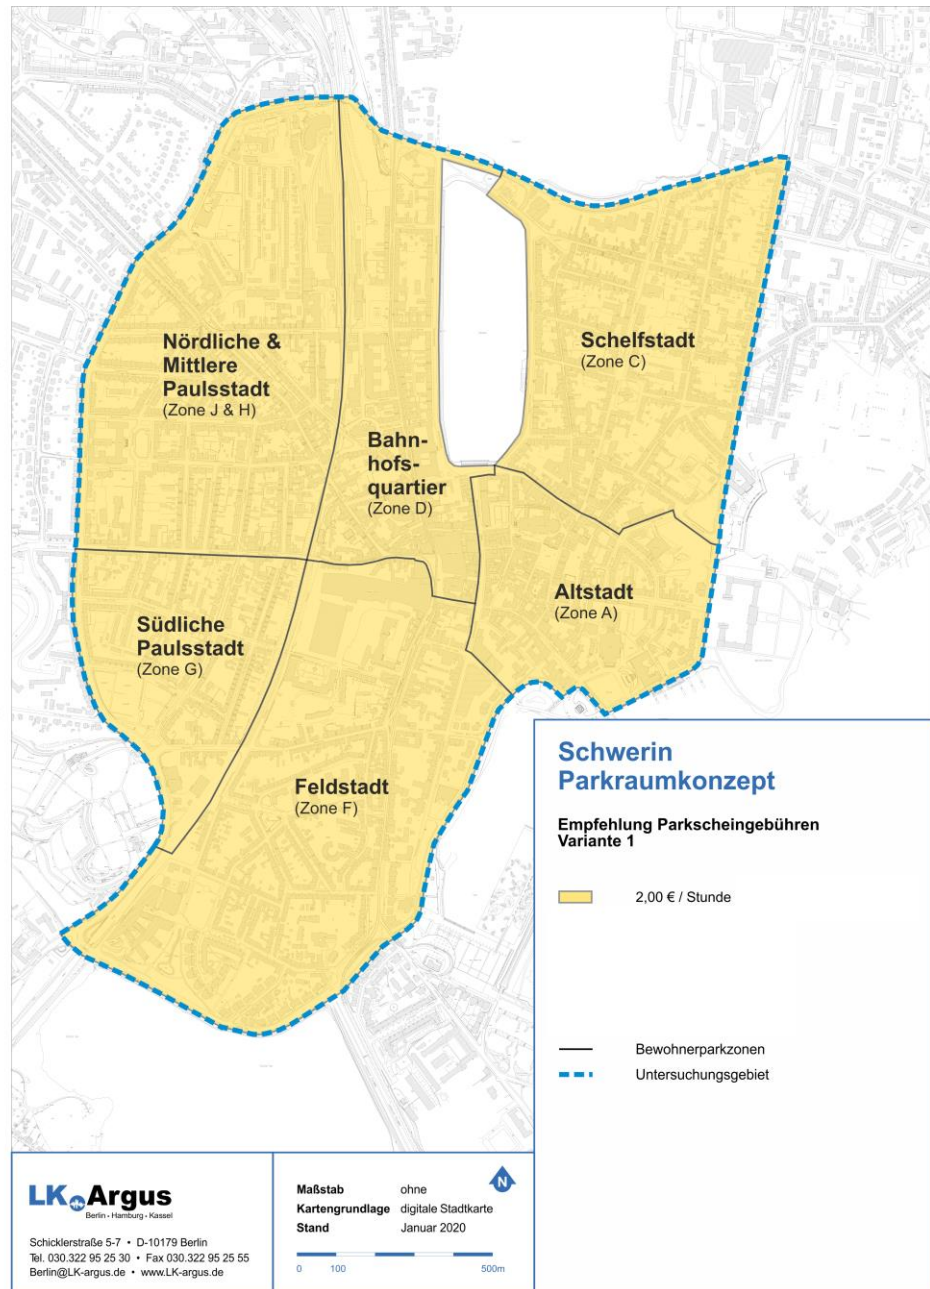 Nördliche &
Mittlere
Paulsstadt
(Zone J & H)
Schelfstadt
(Zone C)
Bahn-
hofs-
quartier
(Zone D)
Altstadt
(Zone A)
Südliche
Paulsstadt
(Zone G)
Feldstadt
(Zone F)
Schwerin
Parkraumkonzept
Empfehlung Parkscheingebühren
Variante 1
2,00 € / Stunde
Bewohnerparkzonen
Untersuchungsgebiet
LK Argus
Berlin • Hamburg • Kassel
Schicklerstraße 5-7 • D-10179 Berlin
Tel. 030.322 95 25 30 • Fax 030.322 95 25 55
Berlin@LK-argus.de • www.LK-argus.de
N
Maßstab ohne
Kartengrundlage digitale Stadtkarte
Stand Januar 2020
0 100 500m